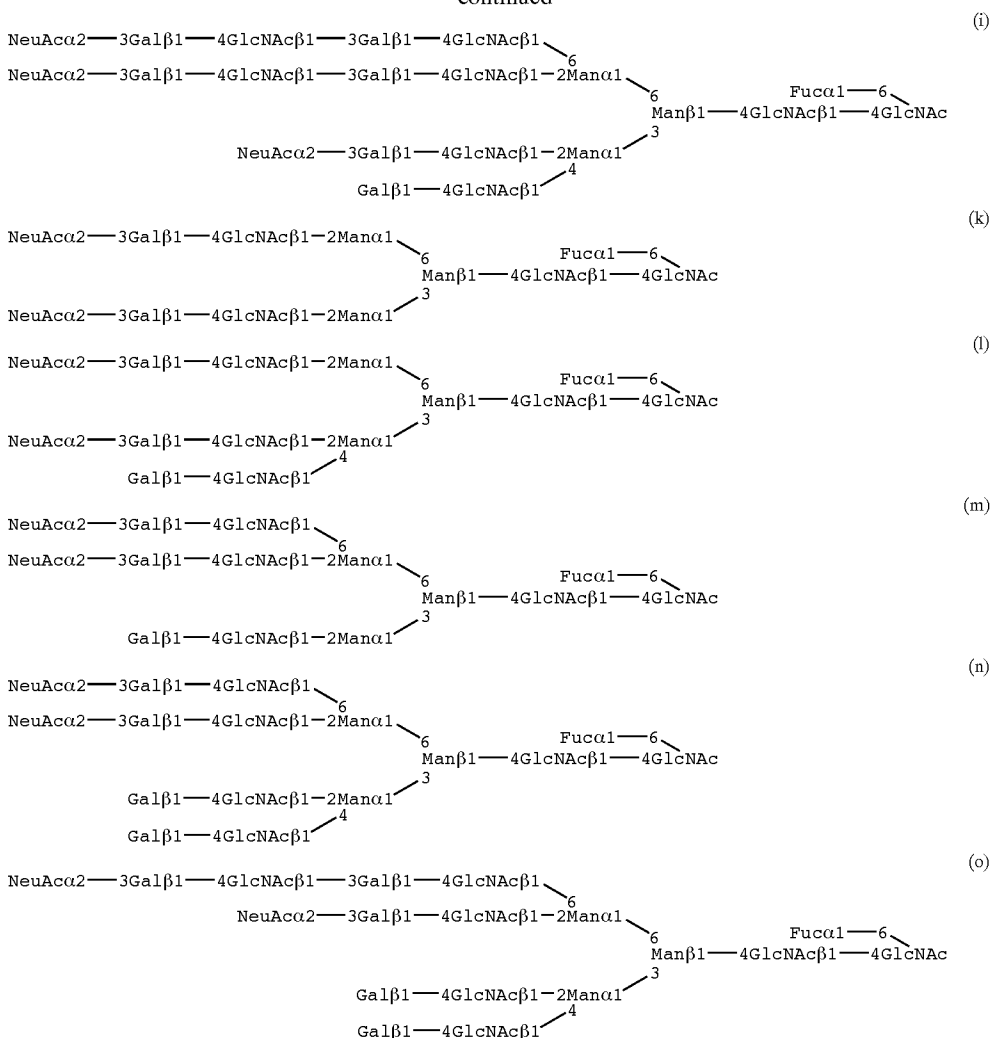 continued
(i)
NeuAcα2—3Galβ1—4GlcNAcβ1—3Galβ1—4GlcNAcβ1
6
NeuAcα2—3Galβ1—4GlcNAcβ1—3Galβ1—4GlcNAcβ1—2Manα1
6
Fucα1—6
Manβ1—4GlcNAcβ1—4GlcNAc
3
NeuAcα2—3Galβ1—4GlcNAcβ1—2Manα1
4
Galβ1—4GlcNAcβ1
(k)
NeuAcα2—3Galβ1—4GlcNAcβ1—2Manα1
6
Fucα1—6
Manβ1—4GlcNAcβ1—4GlcNAc
3
NeuAcα2—3Galβ1—4GlcNAcβ1—2Manα1
(l)
NeuAcα2—3Galβ1—4GlcNAcβ1—2Manα1
6
Fucα1—6
Manβ1—4GlcNAcβ1—4GlcNAc
3
NeuAcα2—3Galβ1—4GlcNAcβ1—2Manα1
4
Galβ1—4GlcNAcβ1
(m)
NeuAcα2—3Galβ1—4GlcNAcβ1
6
NeuAcα2—3Galβ1—4GlcNAcβ1—2Manα1
6
Fucα1—6
Manβ1—4GlcNAcβ1—4GlcNAc
3
Galβ1—4GlcNAcβ1—2Manα1
(n)
NeuAcα2—3Galβ1—4GlcNAcβ1
6
NeuAcα2—3Galβ1—4GlcNAcβ1—2Manα1
6
Fucα1—6
Manβ1—4GlcNAcβ1—4GlcNAc
3
Galβ1—4GlcNAcβ1—2Manα1
4
Galβ1—4GlcNAcβ1
(o)
NeuAcα2—3Galβ1—4GlcNAcβ1—3Galβ1—4GlcNAcβ1
6
NeuAcα2—3Galβ1—4GlcNAcβ1—2Manα1
6
Fucα1—6
Manβ1—4GlcNAcβ1—4GlcNAc
3
Galβ1—4GlcNAcβ1—2Manα1
4
Galβ1—4GlcNAcβ1